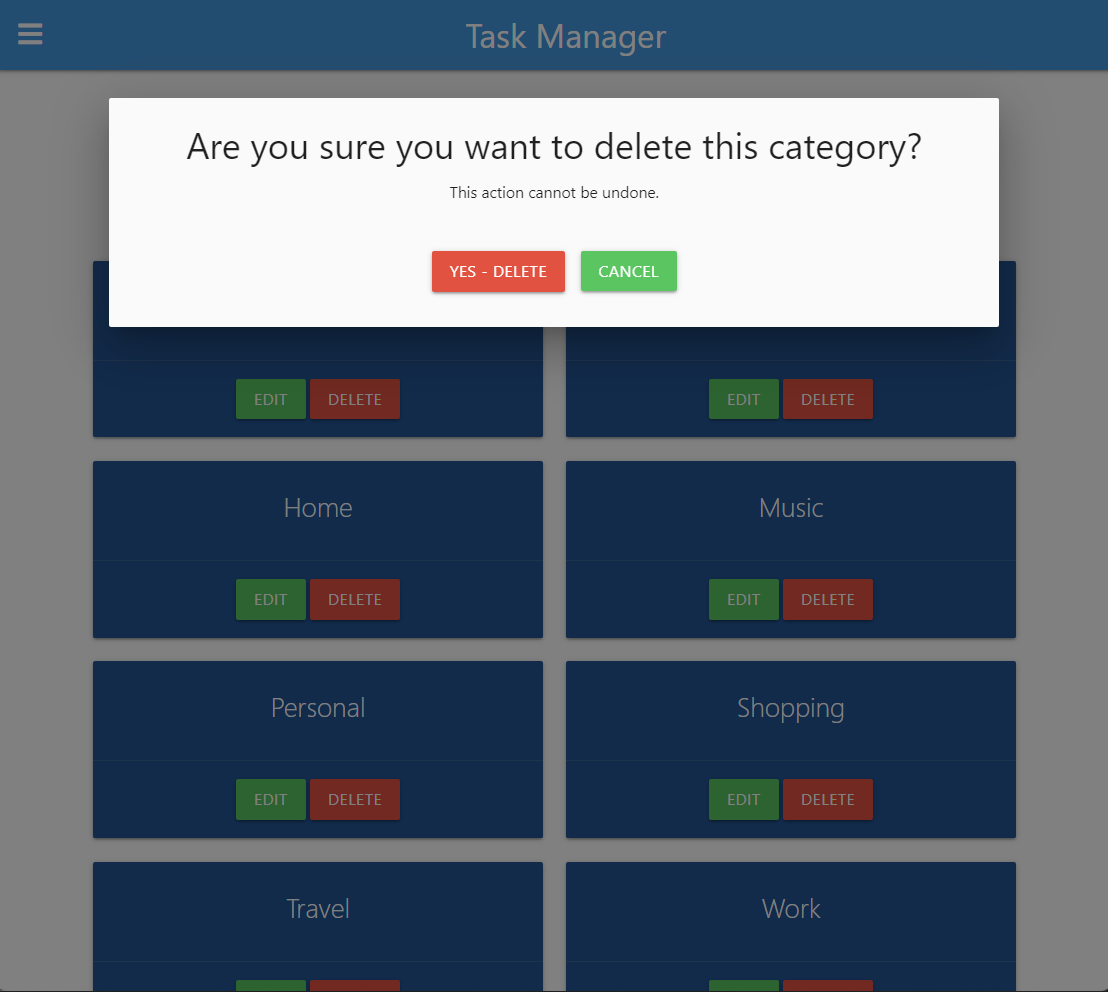 Task Manager
Are you sure you want to delete this category?
This action cannot be undone.
YES - DELETE CANCEL
EDIT DELETE EDIT DELETE
Home Music
EDIT DELETE EDIT DELETE
Personal Shopping
EDIT DELETE EDIT DELETE
Travel Work